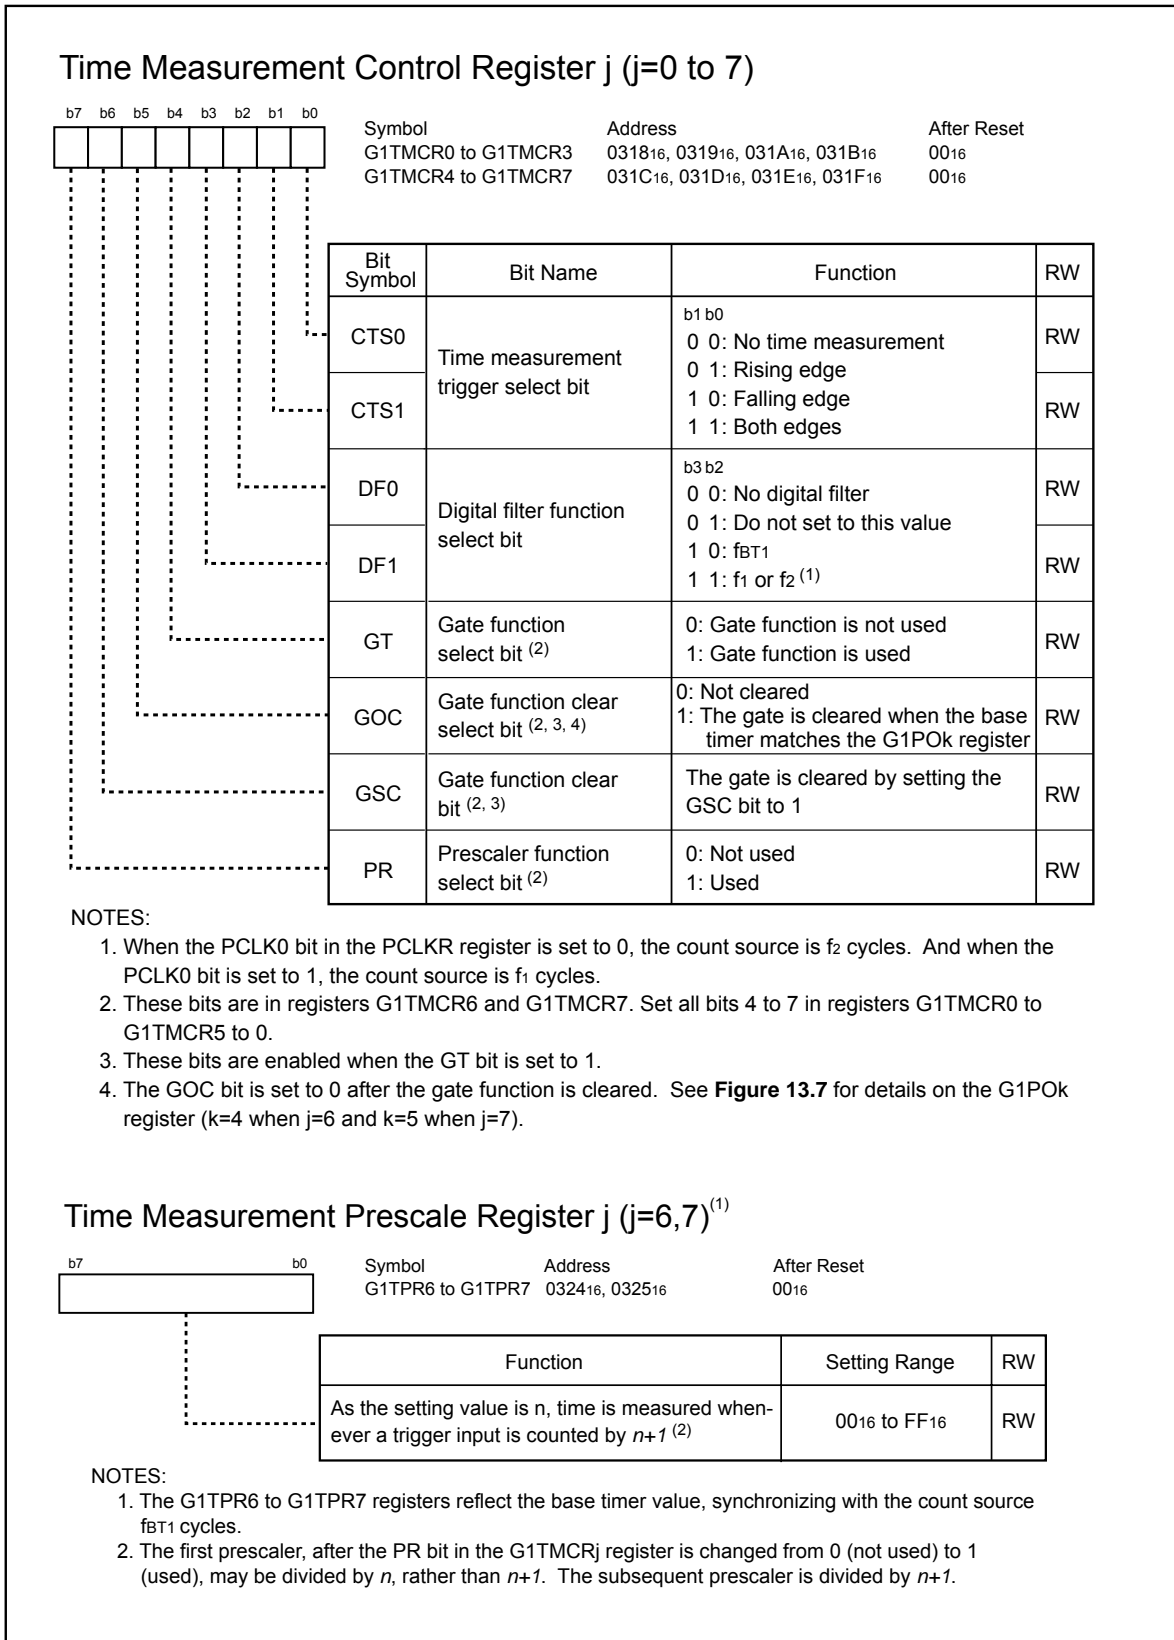 Time Measurement Control Register j (j=0 to 7)
b7 b6 b5 b4 b3 b2 b1 b0
Symbol Address After Reset
G1TMCR0 to G1TMCR3 031816, 031916, 031A16, 031B16 0016
G1TMCR4 to G1TMCR7 031C16, 031D16, 031E16, 031F16 0016
Bit Symbol Bit Name Function RW
CTS0 RW
CTS1 RW
Time measurement
trigger select bit
b1 b0
0 0: No time measurement
0 1: Rising edge
1 0: Falling edge
1 1: Both edges
DF0 RW
DF1 RW
Digital filter function
select bit
b3 b2
0 0: No digital filter
0 1: Do not set to this value
1 0: fBT1
1 1: f1 or f2 (1)
GT RW
Gate function
select bit (2)
0: Gate function is not used
1: Gate function is used
GOC RW
Gate function clear
select bit (2, 3, 4)
0: Not cleared
1: The gate is cleared when the base
timer matches the G1POk register
GSC RW
Gate function clear
bit (2, 3)
The gate is cleared by setting the
GSC bit to 1
PR RW
Prescaler function
select bit (2)
0: Not used
1: Used
NOTES:
1. When the PCLK0 bit in the PCLKR register is set to 0, the count source is f2 cycles. And when the
PCLK0 bit is set to 1, the count source is f1 cycles.
2. These bits are in registers G1TMCR6 and G1TMCR7. Set all bits 4 to 7 in registers G1TMCR0 to
G1TMCR5 to 0.
3. These bits are enabled when the GT bit is set to 1.
4. The GOC bit is set to 0 after the gate function is cleared. See Figure 13.7 for details on the G1POk
register (k=4 when j=6 and k=5 when j=7).
Time Measurement Prescale Register j (j=6,7)(1)
b7 b0
Symbol Address After Reset
G1TPR6 to G1TPR7 032416, 032516 0016
Function Setting Range RW
As the setting value is n, time is measured when-
ever a trigger input is counted by n+1 (2)
0016 to FF16 RW
NOTES:
1. The G1TPR6 to G1TPR7 registers reflect the base timer value, synchronizing with the count source
fBT1 cycles.
2. The first prescaler, after the PR bit in the G1TMCRj register is changed from 0 (not used) to 1
(used), may be divided by n, rather than n+1. The subsequent prescaler is divided by n+1.